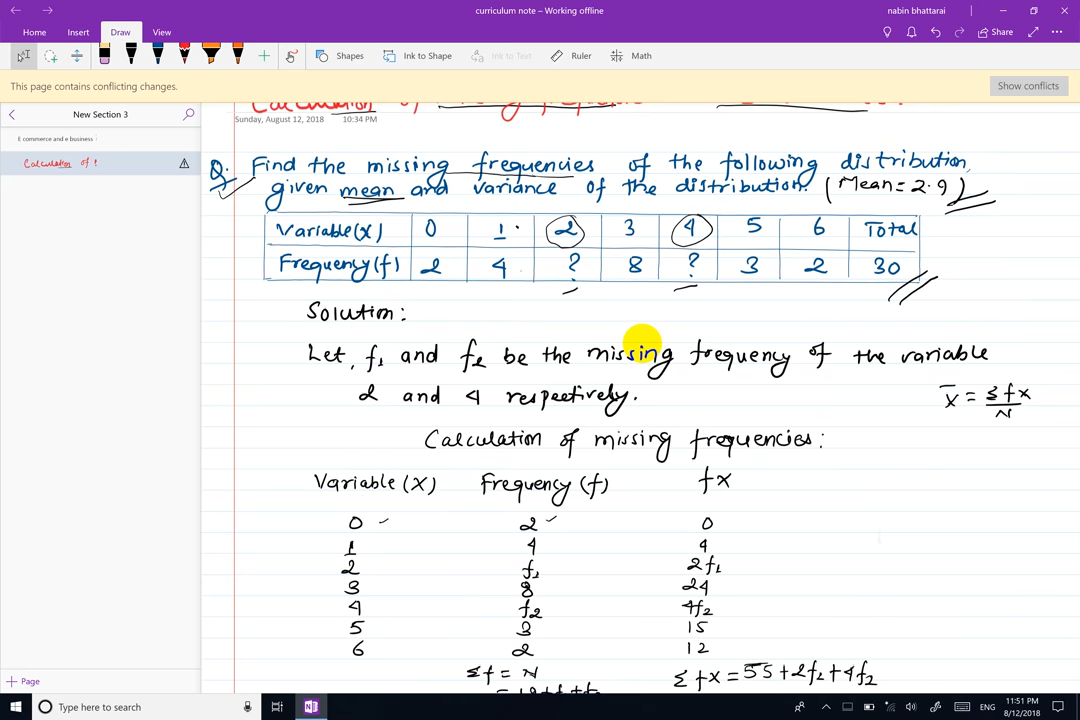 curriculum note – Working offline
nabin bhattarai
Home Insert Draw View
Share
Shapes Ink to Shape Ink to Text Ruler Math
This page contains conflicting changes.
Show conflicts
New Section 3
E commerce and e business
Calculation of
Calculation of
Sunday, August 12, 2018 10:34 PM
Q. Find the missing frequencies of the following distribution,
given mean and variance of the distribution. (Mean = 2.9)
Variable(x) 0 1 2 3 4 5 6 Total
Frequency(f) 2 4 ? 8 ? 3 2 30
Solution:
Let, f1 and f2 be the missing frequency of the variable
2 and 4 respectively.
x̄ = Σfx/N
Calculation of missing frequencies:
Variable (X) Frequency (f) fx
0 2 0
1 4 4
2 f1 2f1
3 8 24
4 f2 4f2
5 3 15
6 2 12
Σf = N Σfx = 55+2f1+4f2
+ Page
Type here to search
ENG
11:51 PM
8/12/2018